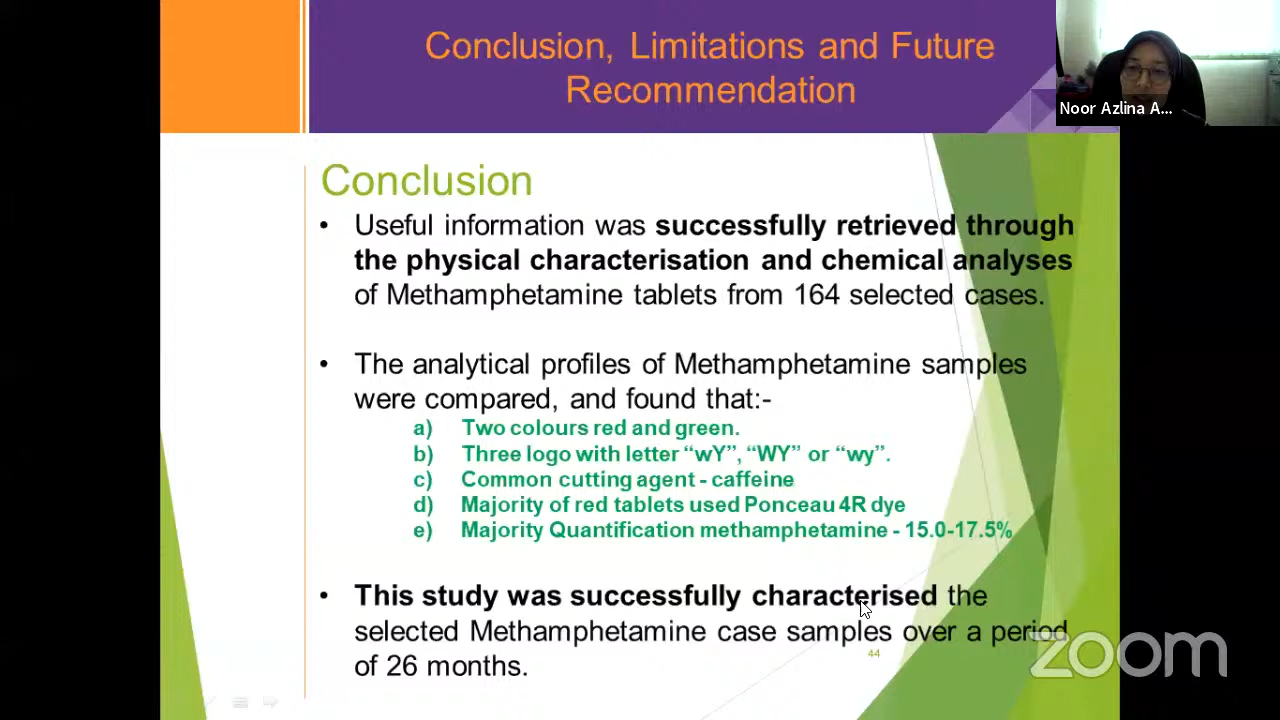 Conclusion, Limitations and Future
Recommendation
Noor Azlina A...
Conclusion
• Useful information was successfully retrieved through
the physical characterisation and chemical analyses
of Methamphetamine tablets from 164 selected cases.
• The analytical profiles of Methamphetamine samples
were compared, and found that:-
a) Two colours red and green.
b) Three logo with letter “wY”, “WY” or “wy”.
c) Common cutting agent - caffeine
d) Majority of red tablets used Ponceau 4R dye
e) Majority Quantification methamphetamine - 15.0-17.5%
• This study was successfully characterised the
selected Methamphetamine case samples over a period
of 26 months.
44
zoom